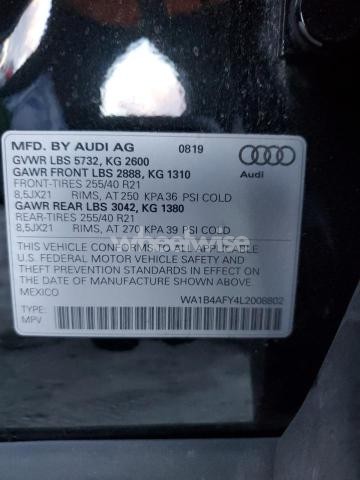 MFD. BY AUDI AG 0819
GVWR LBS 5732, KG 2600
GAWR FRONT LBS 2888, KG 1310
FRONT-TIRES 255/40 R21
8,5JX21 RIMS, AT 250 KPA 36 PSI COLD
GAWR REAR LBS 3042, KG 1380
REAR-TIRES 255/40 R21
8,5JX21 RIMS, AT 270 KPA 39 PSI COLD
wheelwise
THIS VEHICLE CONFORMS TO ALL APPLICABLE
U.S. FEDERAL MOTOR VEHICLE SAFETY AND
THEFT PREVENTION STANDARDS IN EFFECT
ON THE DATE OF MANUFACTURE SHOWN ABOVE.
MEXICO WA1B4AFY4L2008802
TYPE:
MPV